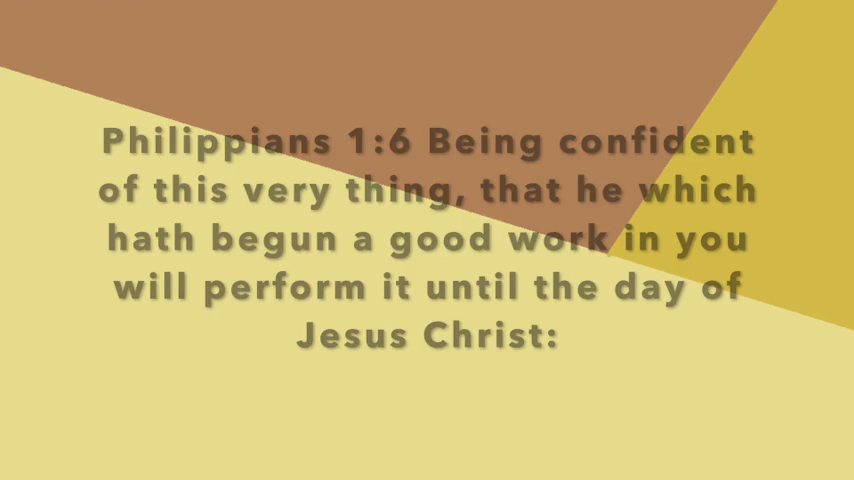 Philippians 1:6 Being confident
of this very thing, that he which
hath begun a good work in you
will perform it until the day of
Jesus Christ: